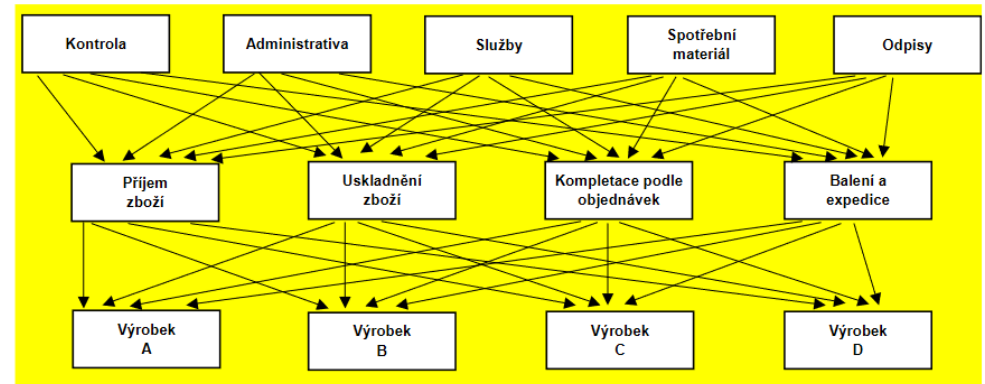 Kontrola
Administrativa
Služby
Spotřební
materiál
Odpisy
Příjem
zboží
Uskladnění
zboží
Kompletace podle
objednávek
Balení a
expedice
Výrobek
A
Výrobek
B
Výrobek
C
Výrobek
D